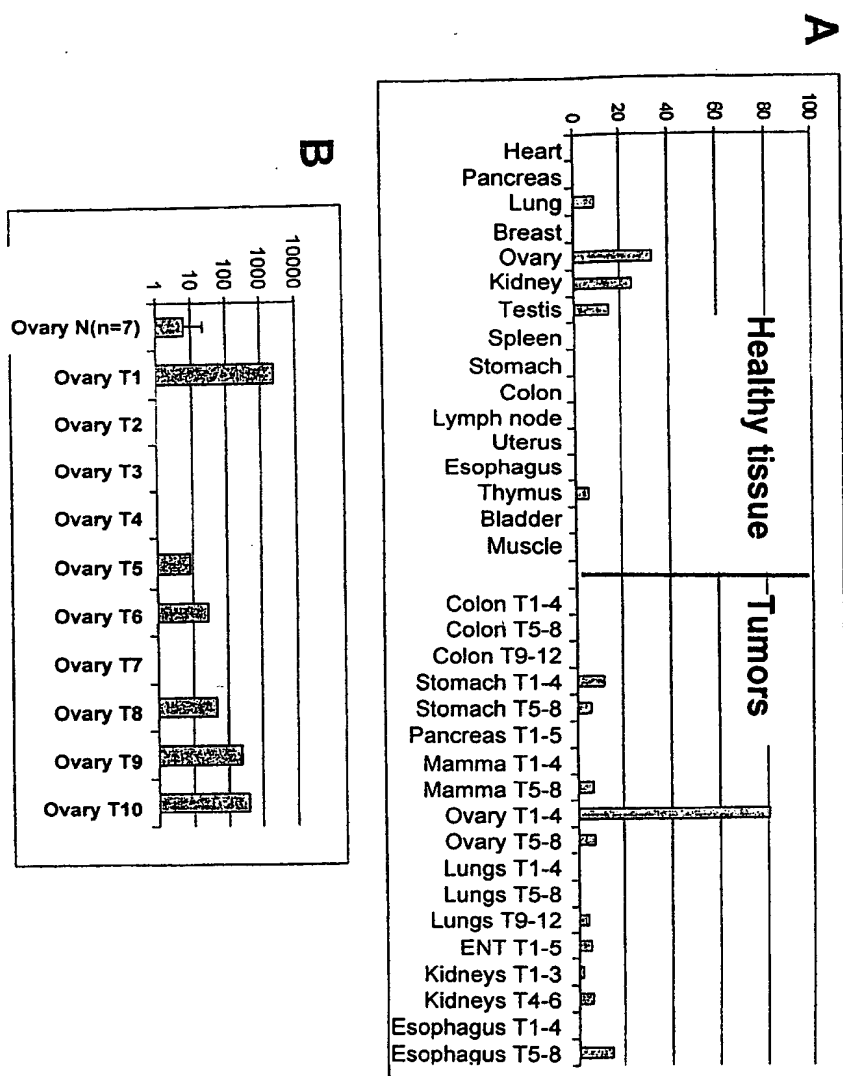 A
100
80
60
40
20
0
Healthy tissue
Tumors
Heart
Pancreas
Lung
Breast
Ovary
Kidney
Testis
Spleen
Stomach
Colon
Lymph node
Uterus
Esophagus
Thymus
Bladder
Muscle
Colon T1-4
Colon T5-8
Colon T9-12
Stomach T1-4
Stomach T5-8
Pancreas T1-5
Mamma T1-4
Mamma T5-8
Ovary T1-4
Ovary T5-8
Lungs T1-4
Lungs T5-8
Lungs T9-12
ENT T1-5
Kidneys T1-3
Kidneys T4-6
Esophagus T1-4
Esophagus T5-8
B
10000
1000
100
10
1
Ovary N(n=7)
Ovary T1
Ovary T2
Ovary T3
Ovary T4
Ovary T5
Ovary T6
Ovary T7
Ovary T8
Ovary T9
Ovary T10